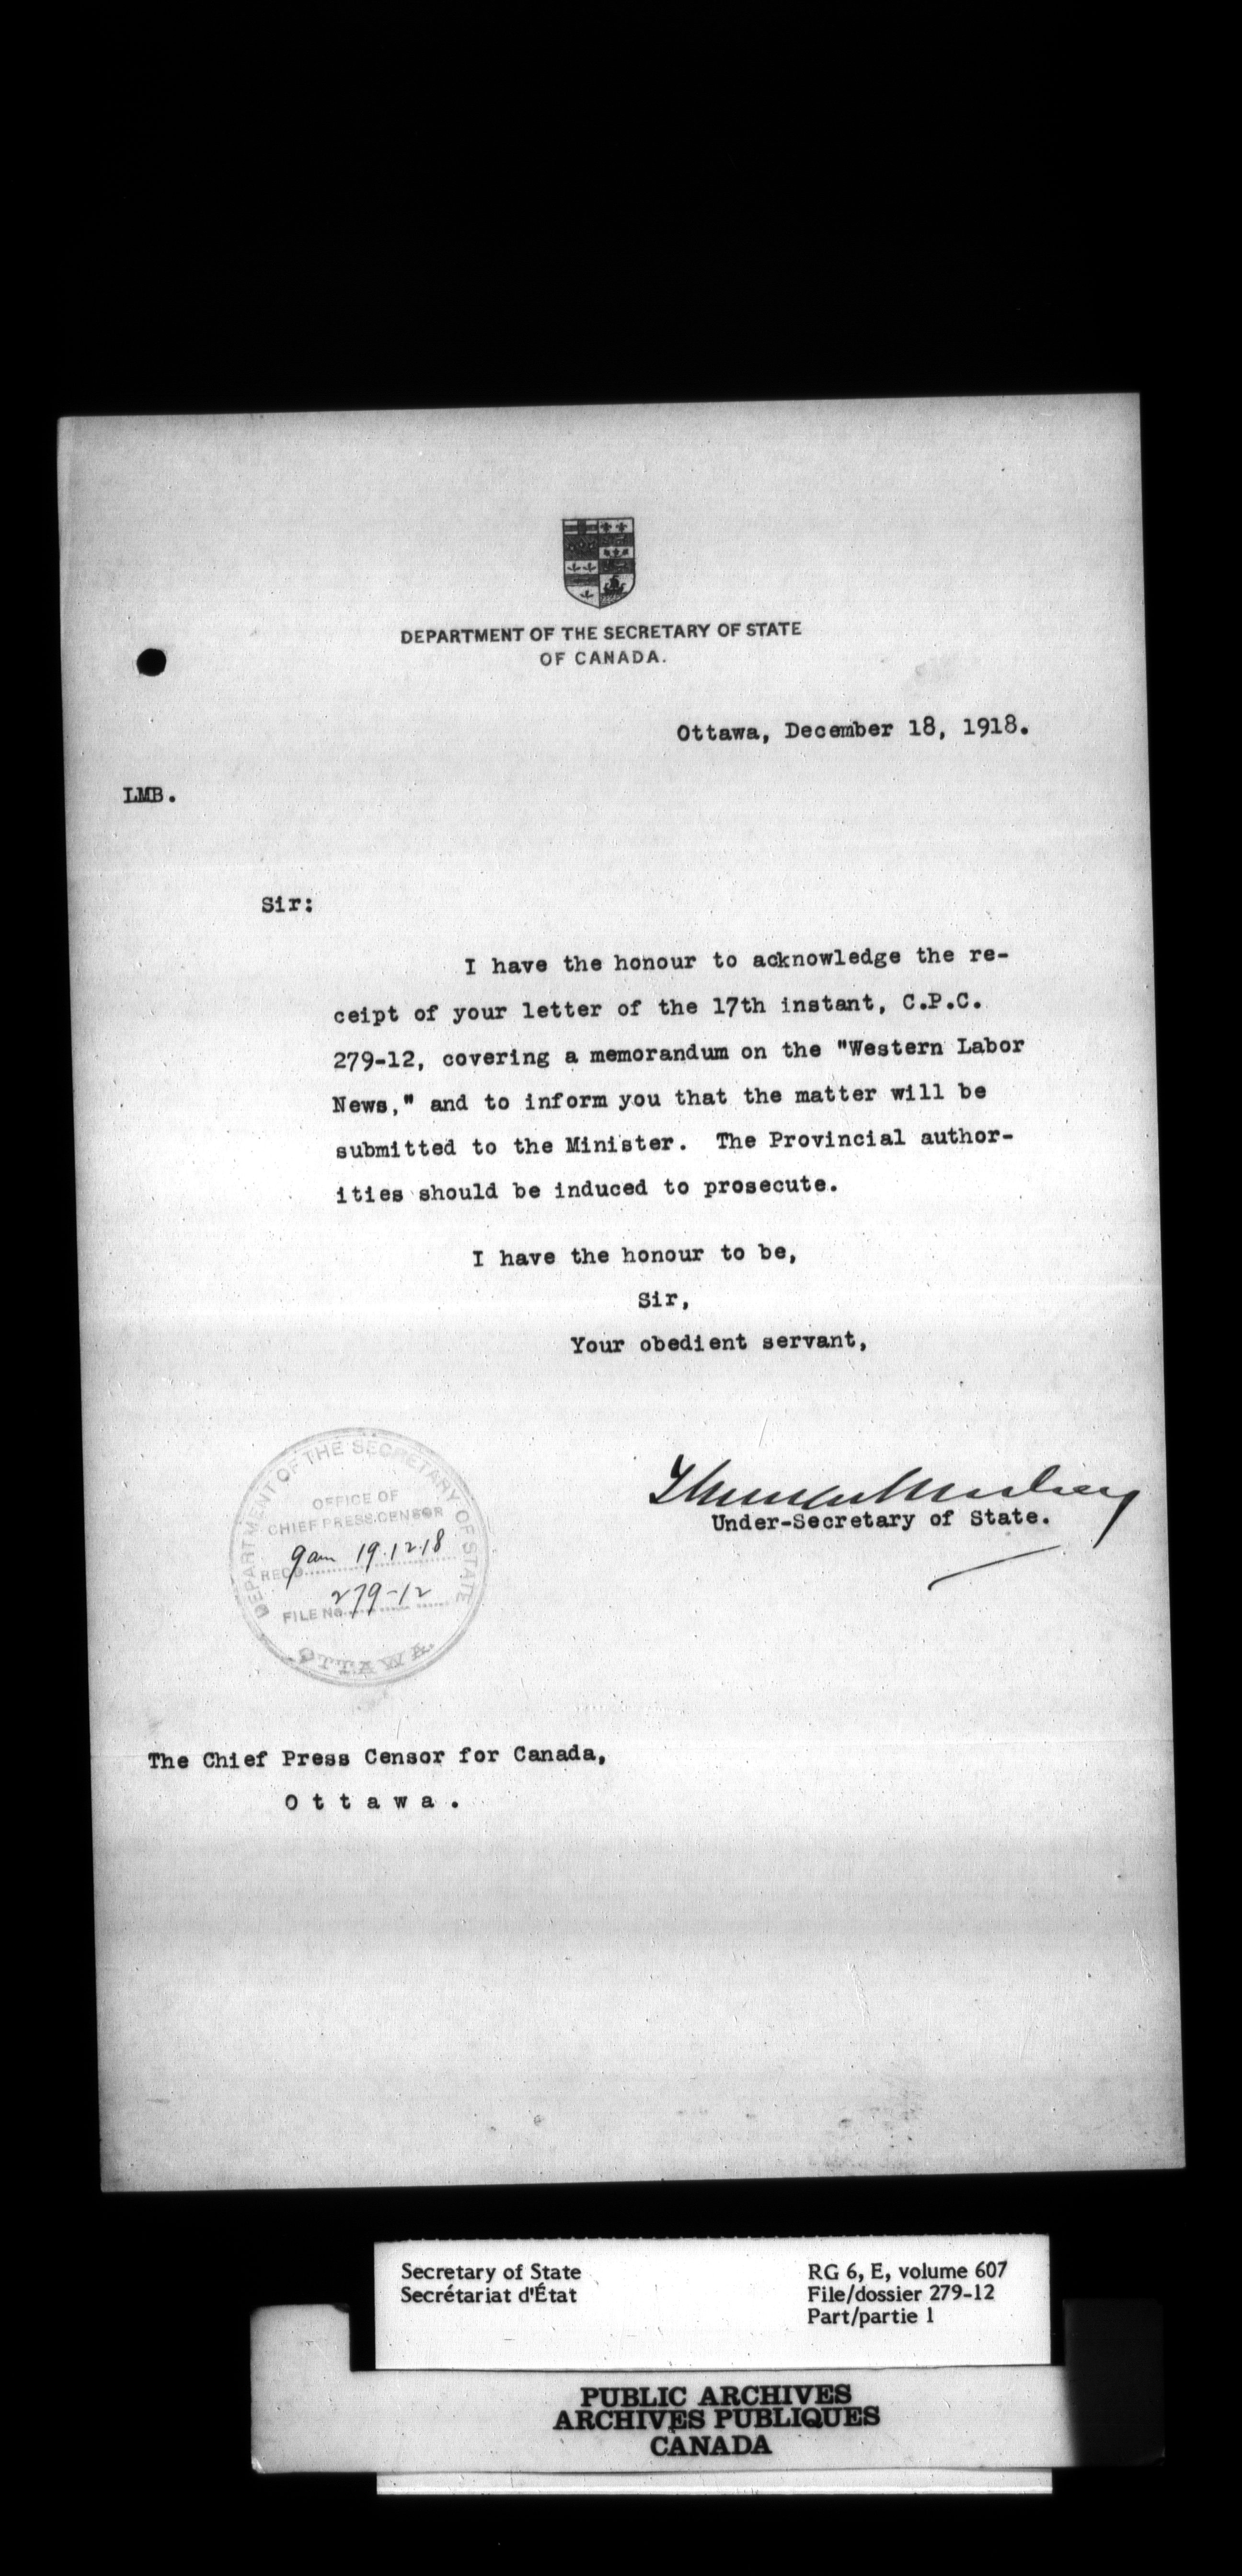 DEPARTMENT OF THE SECRETARY OF STATE
OF CANADA.
Ottawa, December 18, 1918.
LMB.
Sir:
I have the honour to acknowledge the re-
ceipt of your letter of the 17th instant, C.P.C.
279-12, covering a memorandum on the "Western Labor
News," and to inform you that the matter will be
submitted to the Minister. The Provincial author-
ities should be induced to prosecute.
I have the honour to be,
Sir,
Your obedient servant,
Thomas Mulvey
Under-Secretary of State.
DEPARTMENT OF THE SECRETARY OF STATE
OFFICE OF
CHIEF PRESS CENSOR
REC'D 9am 19.12.18
FILE No. 279-12
OTTAWA.
The Chief Press Censor for Canada,
O t t a w a .
Secretary of State
Secrétariat d'État
RG 6, E, volume 607
File/dossier 279-12
Part/partie 1
PUBLIC ARCHIVES
ARCHIVES PUBLIQUES
CANADA